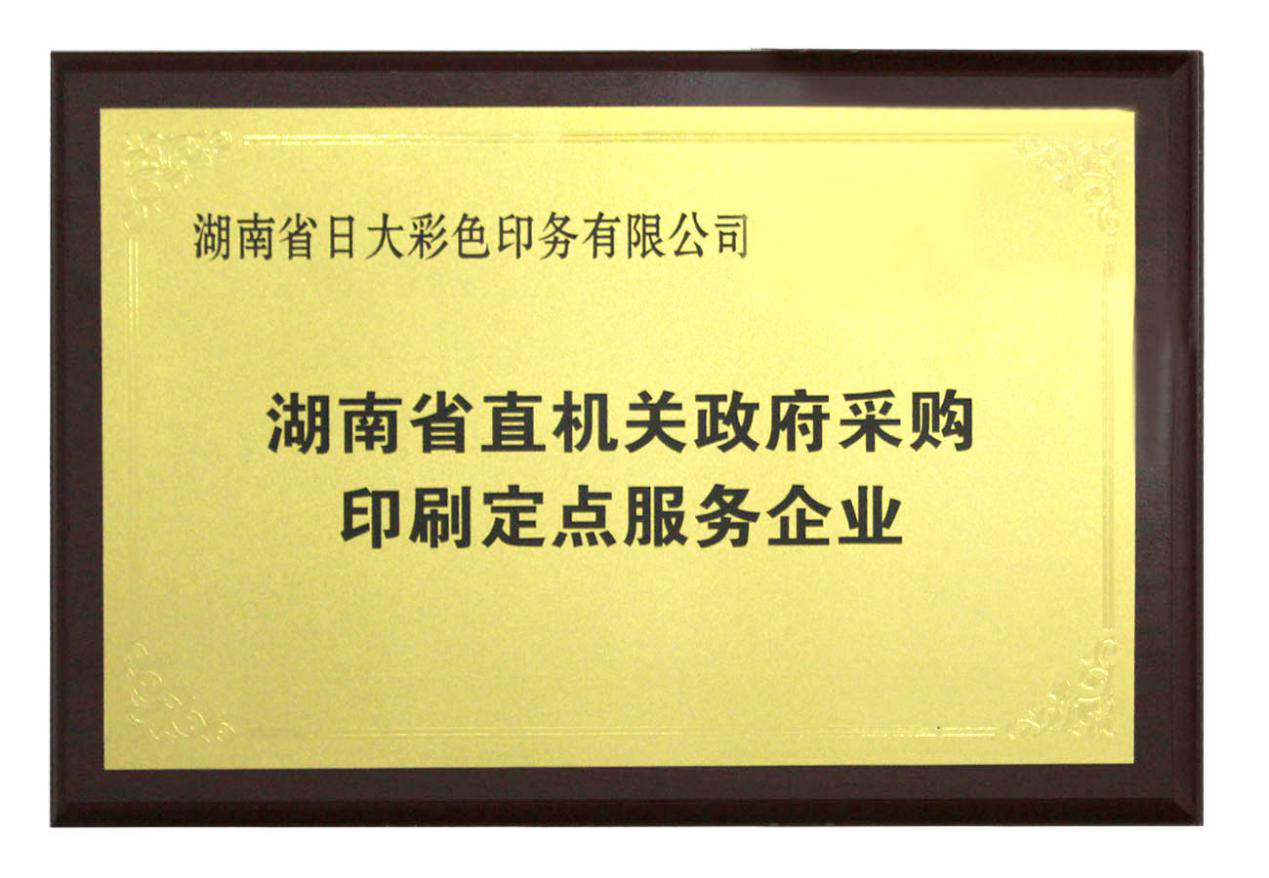 湖南省日大彩色印务有限公司
湖南省直机关政府采购
印刷定点服务企业